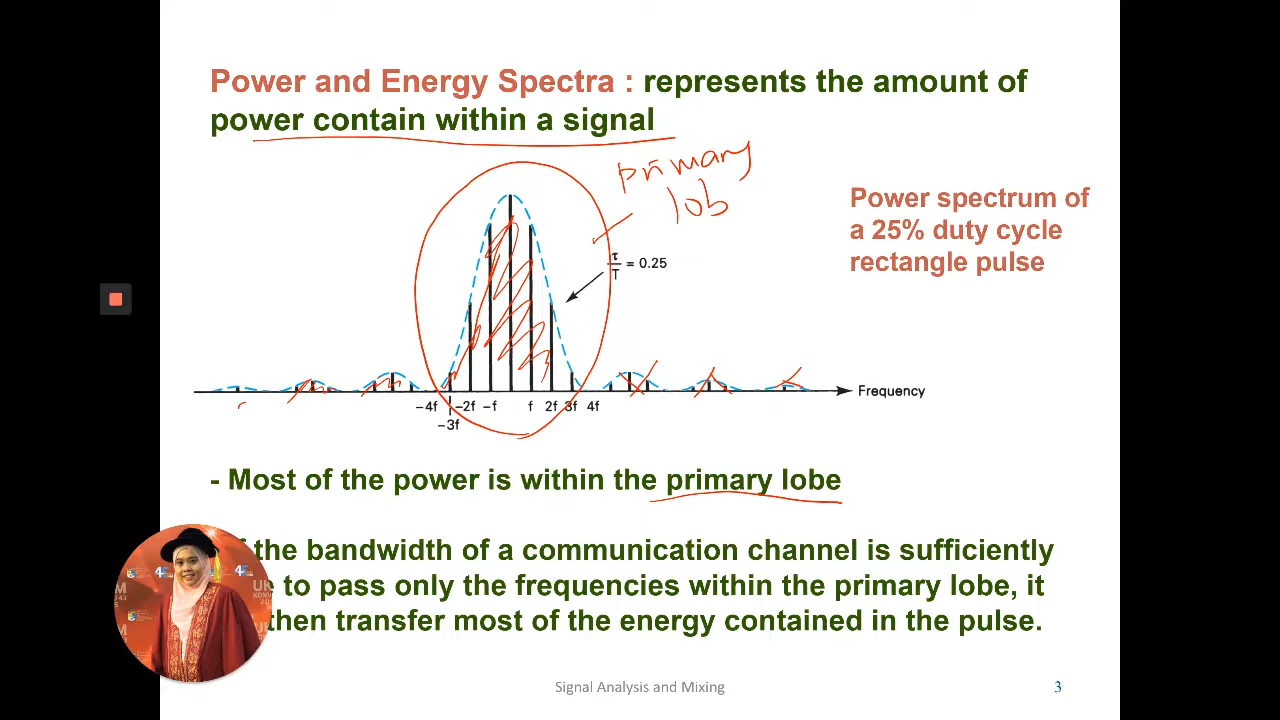 Power and Energy Spectra : represents the amount of
power contain within a signal
primary
lob
Power spectrum of
a 25% duty cycle
rectangle pulse
τ
T
= 0.25
Frequency
−4f −2f −f f 2f 3f 4f
−3f
- Most of the power is within the primary lobe
the bandwidth of a communication channel is sufficiently
to pass only the frequencies within the primary lobe, it
then transfer most of the energy contained in the pulse.
Signal Analysis and Mixing
3